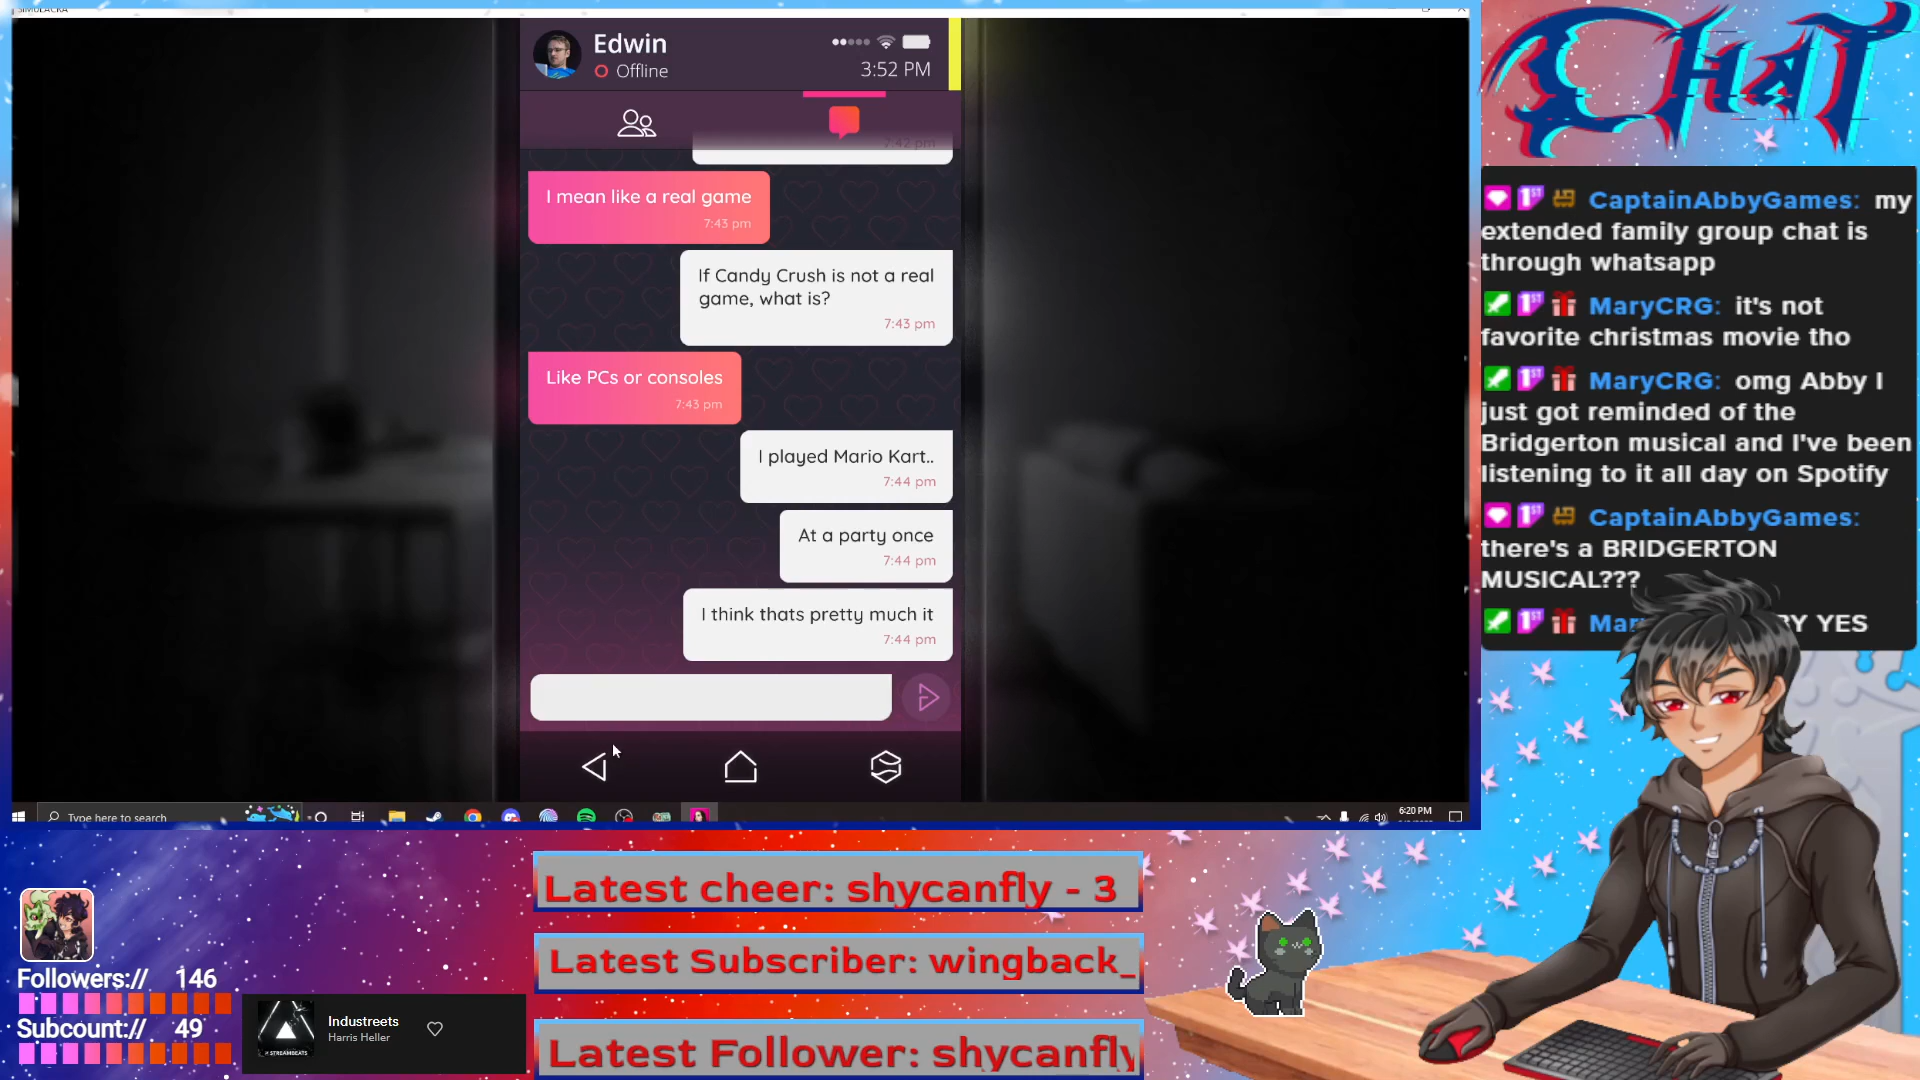 SIMULACRA
Edwin
Offline
3:52 PM
7:42 pm
I mean like a real game
7:43 pm
If Candy Crush is not a real
game, what is?
7:43 pm
Like PCs or consoles
7:43 pm
I played Mario Kart..
7:44 pm
At a party once
7:44 pm
I think thats pretty much it
7:44 pm
Type here to search
6:20 PM
ChaT
CaptainAbbyGames: my
extended family group chat is
through whatsapp
MaryCRG: it's not
favorite christmas movie tho
MaryCRG: omg Abby I
just got reminded of the
Bridgerton musical and I've been
listening to it all day on Spotify
CaptainAbbyGames:
there's a BRIDGERTON
MUSICAL???
YES
Latest cheer: shycanfly - 3
Latest Subscriber: wingback_
Latest Follower: shycanfly
Followers:// 146
Subcount:// 49
Industreets
Harris Heller
STREAMBEATS